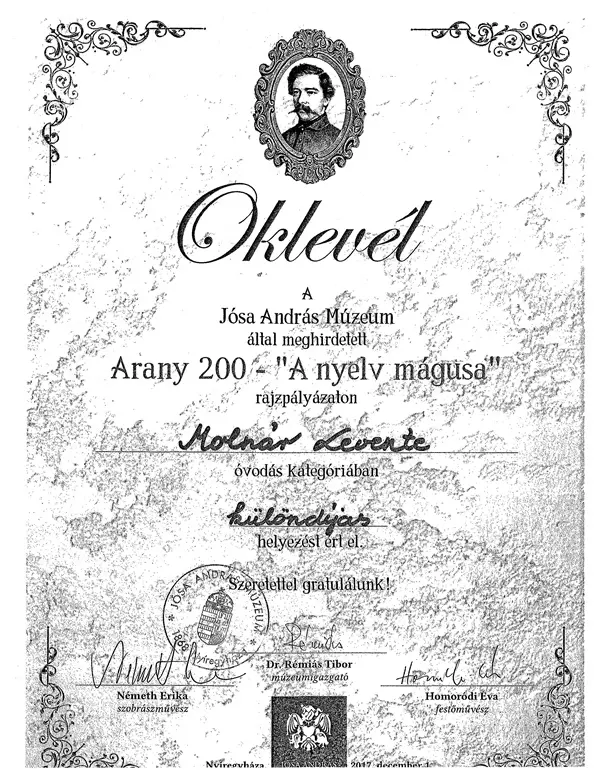 Oklevél
A
Jósa András Múzeum
által meghirdetett
Arany 200 - "A nyelv mágusa"
rajzpályázaton
Molnár Levente
óvodás kategóriában
különdíjas
helyezést ért el.
Szeretettel gratulálunk!
JÓSA ANDRÁS MÚZEUM
1868 Nyíregyháza
Dr. Rémiás Tibor
múzeumigazgató
Németh Erika
szobrászművész
Homoródi Éva
festőművész
Nyíregyháza, 2017. december 1.
JÓSA ANDRÁS